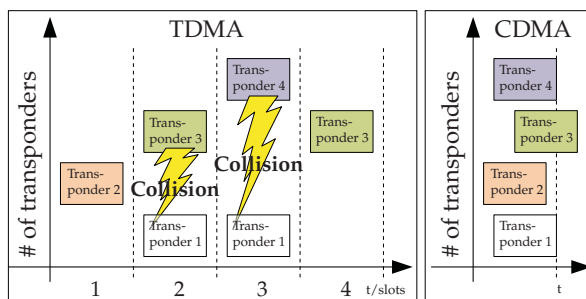 TDMA
# of transponders
Trans-
ponder 4
Trans-
ponder 3
Trans-
ponder 3
Collision
Trans-
ponder 2
Collision
Trans-
ponder 1
Trans-
ponder 1
1
2
3
4
t/slots
CDMA
# of transponders
Trans-
ponder 4
Trans-
ponder 3
Trans-
ponder 2
Trans-
ponder 1
t